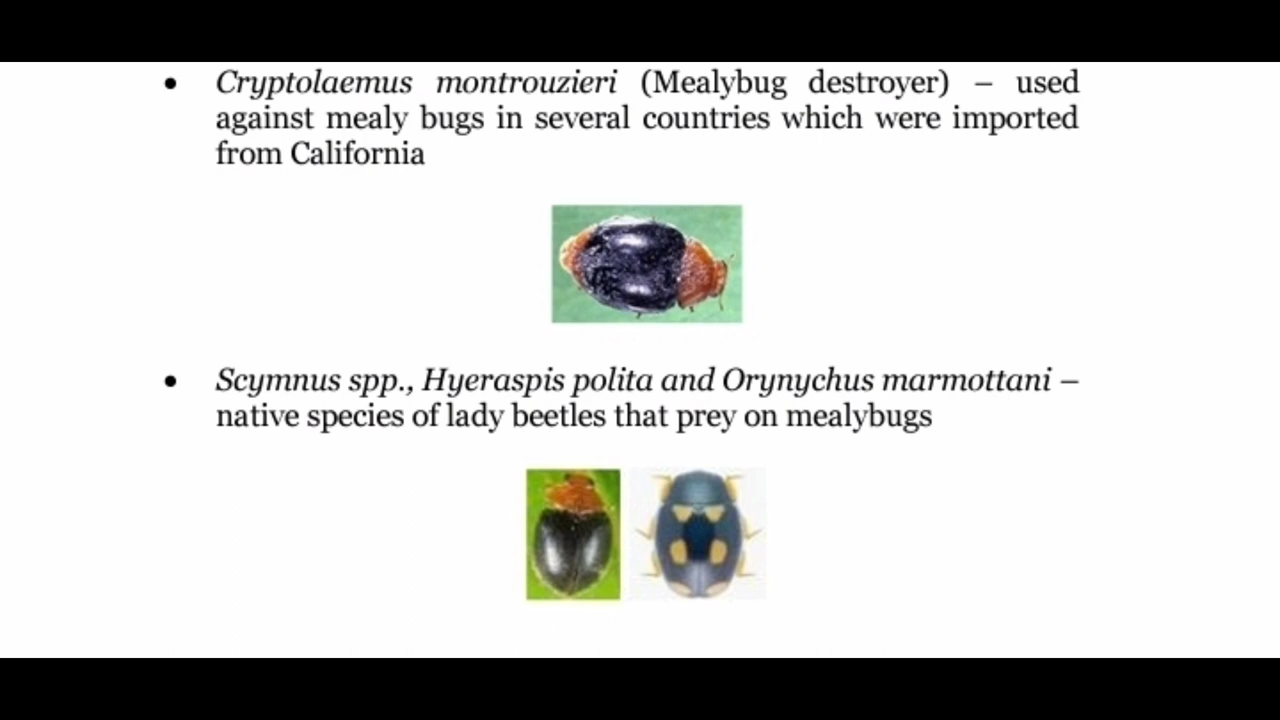 • Cryptolaemus montrouzieri (Mealybug destroyer) – used
against mealy bugs in several countries which were imported
from California
• Scymnus spp., Hyeraspis polita and Orynychus marmottani –
native species of lady beetles that prey on mealybugs